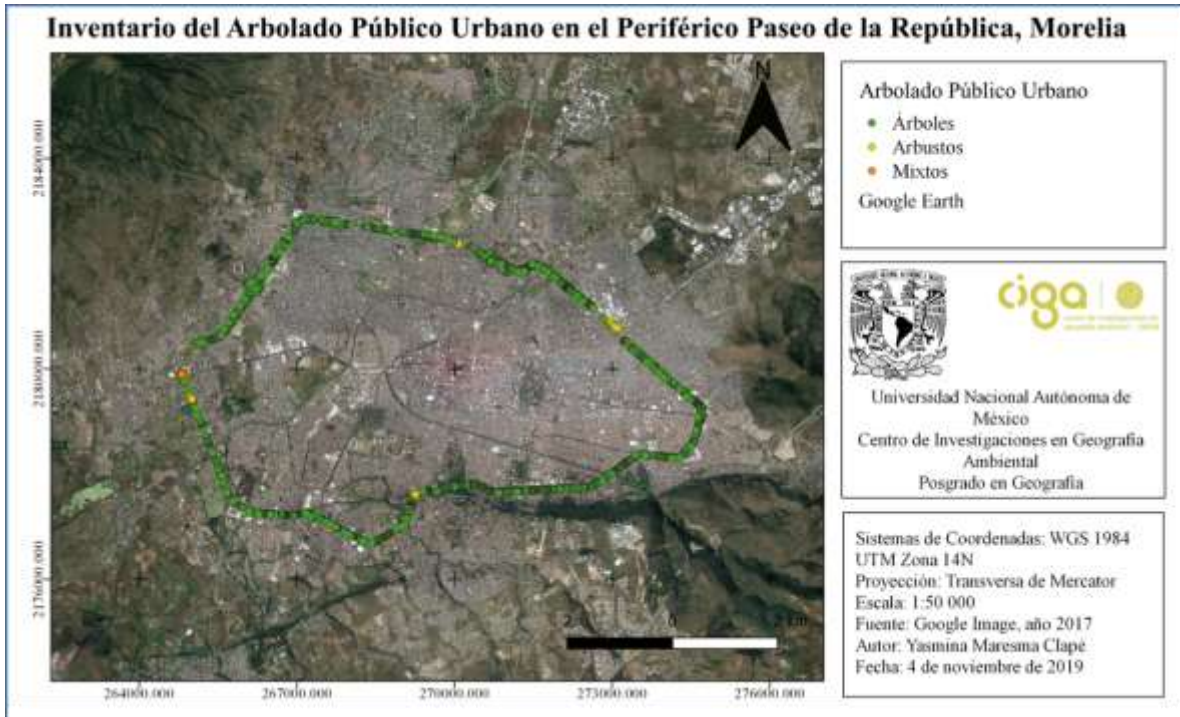 Inventario del Arbolado Público Urbano en el Periférico Paseo de la República, Morelia
N
2184000.000
2180000.000
2176000.000
264000.000
267000.000
270000.000
273000.000
276000.000
2
0
2 km
Arbolado Público Urbano
Árboles
Arbustos
Mixtos
Google Earth
ciga
Universidad Nacional Autónoma de
México
Centro de Investigaciones en Geografía
Ambiental
Posgrado en Geografía
Sistemas de Coordenadas: WGS 1984
UTM Zona 14N
Proyección: Transversa de Mercator
Escala: 1:50 000
Fuente: Google Image, año 2017
Autor: Yasmina Maresma Clapé
Fecha: 4 de noviembre de 2019